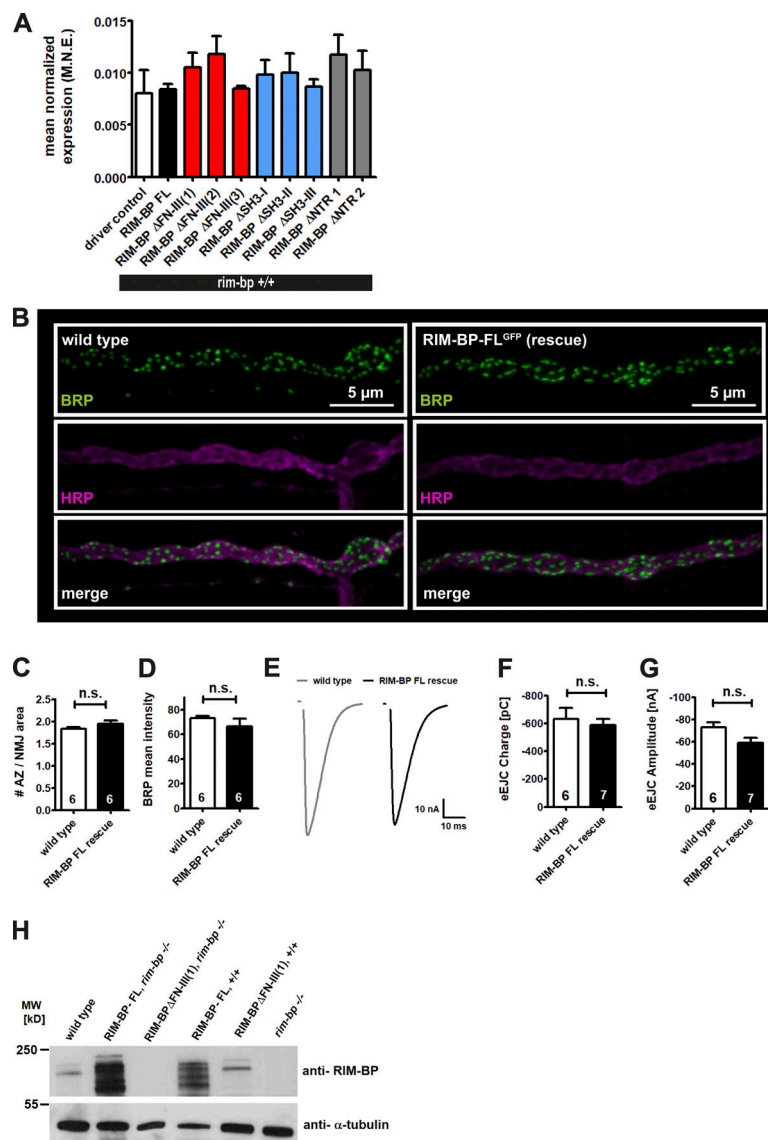 A
mean normalized
expression (M.N.E.)
0.015
0.010
0.005
0.000
driver control
RIM-BP FL
RIM-BP ΔFN-III(1)
RIM-BP ΔFN-III(2)
RIM-BP ΔFN-III(3)
RIM-BP ΔSH3-I
RIM-BP ΔSH3-II
RIM-BP ΔSH3-III
RIM-BP ΔNTR 1
RIM-BP ΔNTR 2
rim-bp +/+
B
wild type
RIM-BP-FLGFP (rescue)
5 µm
5 µm
BRP
BRP
HRP
HRP
merge
merge
C
n.s.
# AZ / NMJ area
2.5
2.0
1.5
1.0
0.5
0.0
6
6
wild type
RIM-BP FL rescue
D
n.s.
BRP mean intensity
80
60
40
20
0
6
6
wild type
RIM-BP FL rescue
E
wild type
RIM-BP FL rescue
10 nA
10 ms
F
n.s.
eEJC Charge [pC]
-800
-600
-400
-200
0
6
7
wild type
RIM-BP FL rescue
G
n.s.
eEJC Amplitude [nA]
-100
-80
-60
-40
-20
0
6
7
wild type
RIM-BP FL rescue
H
MW
[kD]
wild type
RIM-BP- FL, rim-bp -/-
RIM-BPΔFN-III(1), rim-bp -/-
RIM-BP- FL, +/+
RIM-BPΔFN-III(1), +/+
rim-bp -/-
250
anti- RIM-BP
55
anti- α-tubulin